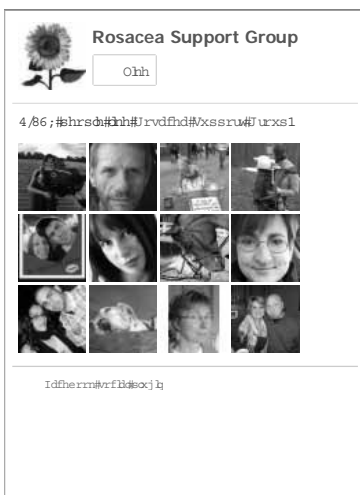 Rosacea Support Group
Olnh
4/86;#shrsoh#olnh#Urvdfhd#Vxssruw#Jurxs1
Idfherrn#vrfldo#soxjlq